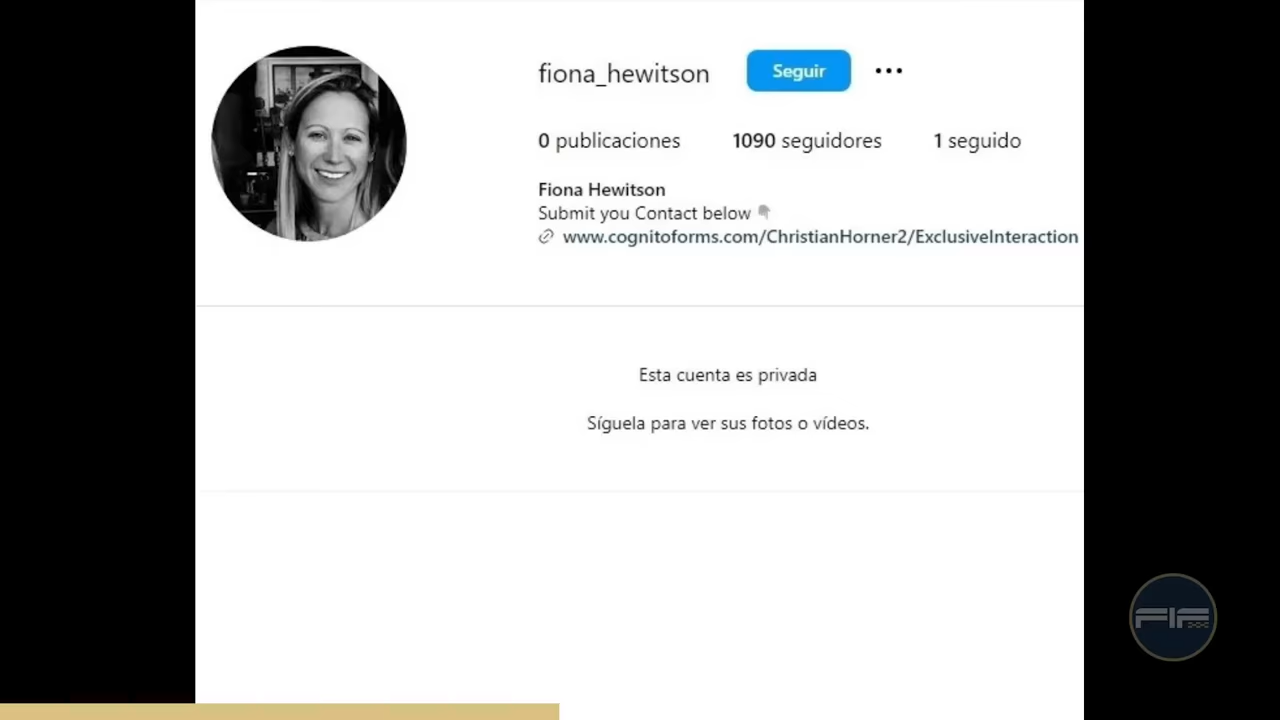 fiona_hewitson
Seguir
0 publicaciones 1090 seguidores 1 seguido
Fiona Hewitson
Submit you Contact below
www.cognitoforms.com/ChristianHorner2/ExclusiveInteraction
Esta cuenta es privada
Síguela para ver sus fotos o vídeos.
FIF